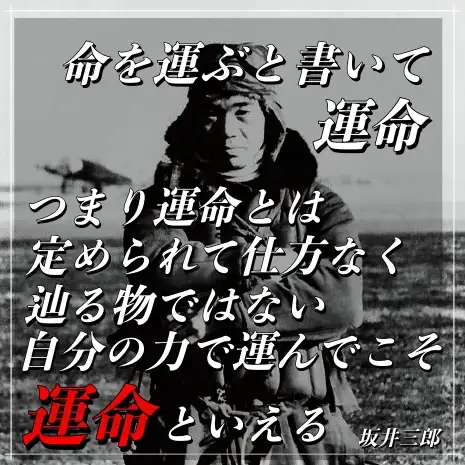 命を運ぶと書いて
運命
つまり運命とは
定められて仕方なく
辿る物ではない
自分の力で運んでこそ
運命といえる
坂井三郎